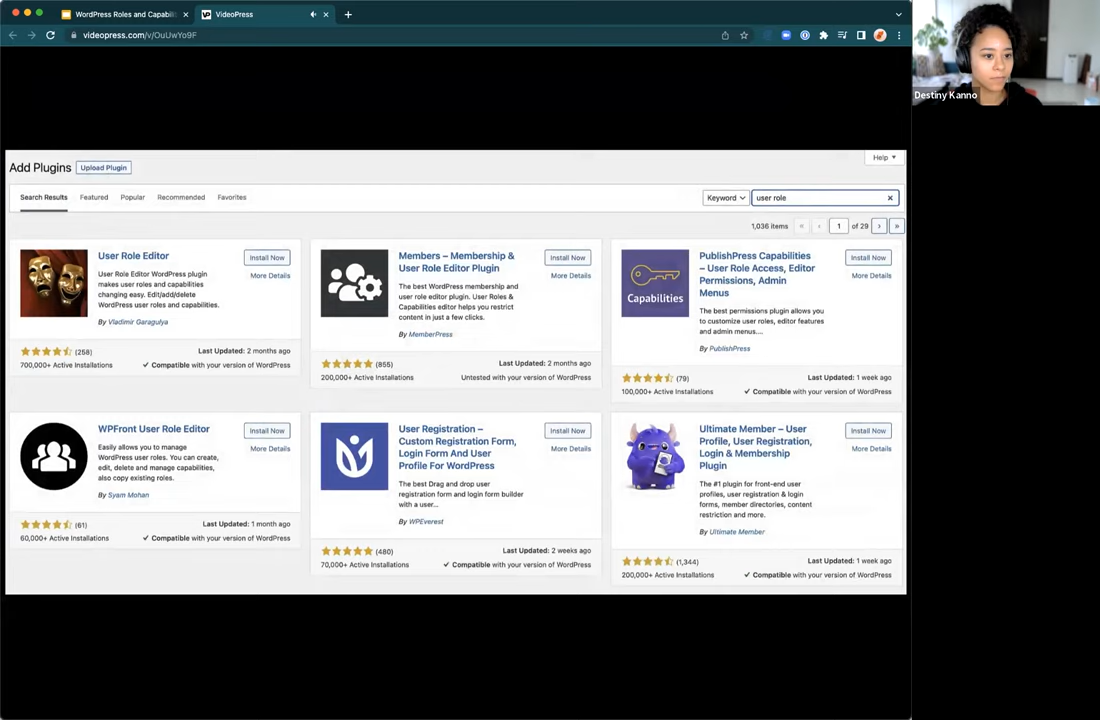 WordPress Roles and Capabili
VideoPress
videopress.com/v/OuUwYo9F
Destiny Kanno
Add Plugins
Upload Plugin
Help
Search Results
Featured
Popular
Recommended
Favorites
Keyword
user role
1,036 items
«
‹
1
of 29
›
»
User Role Editor
Install Now
More Details
User Role Editor WordPress plugin
makes user roles and capabilities
changing easy. Edit/add/delete
WordPress user roles and capabilities.
By Vladimir Garagulya
(258)
700,000+ Active Installations
Last Updated: 2 months ago
Compatible with your version of WordPress
Members – Membership &
User Role Editor Plugin
Install Now
More Details
The best WordPress membership and
user role editor plugin. User Roles &
Capabilities editor helps you restrict
content in just a few clicks.
By MemberPress
(855)
200,000+ Active Installations
Last Updated: 2 months ago
Untested with your version of WordPress
Capabilities
PublishPress Capabilities
– User Role Access, Editor
Permissions, Admin
Menus
Install Now
More Details
The best permissions plugin allows you
to customize user roles, editor features
and admin menus....
By PublishPress
(79)
100,000+ Active Installations
Last Updated: 1 week ago
Compatible with your version of WordPress
WPFront User Role Editor
Install Now
More Details
Easily allows you to manage
WordPress user roles. You can create,
edit, delete and manage capabilities,
also copy existing roles.
By Syam Mohan
(61)
60,000+ Active Installations
Last Updated: 1 month ago
Compatible with your version of WordPress
User Registration –
Custom Registration Form,
Login Form And User
Profile For WordPress
Install Now
More Details
The best Drag and drop user
registration form and login form builder
with a user...
By WPEverest
(480)
70,000+ Active Installations
Last Updated: 2 weeks ago
Compatible with your version of WordPress
Ultimate Member – User
Profile, User Registration,
Login & Membership
Plugin
Install Now
More Details
The #1 plugin for front-end user
profiles, user registration & login
forms, member directories, content
restriction and more.
By Ultimate Member
(1,344)
200,000+ Active Installations
Last Updated: 1 week ago
Compatible with your version of WordPress